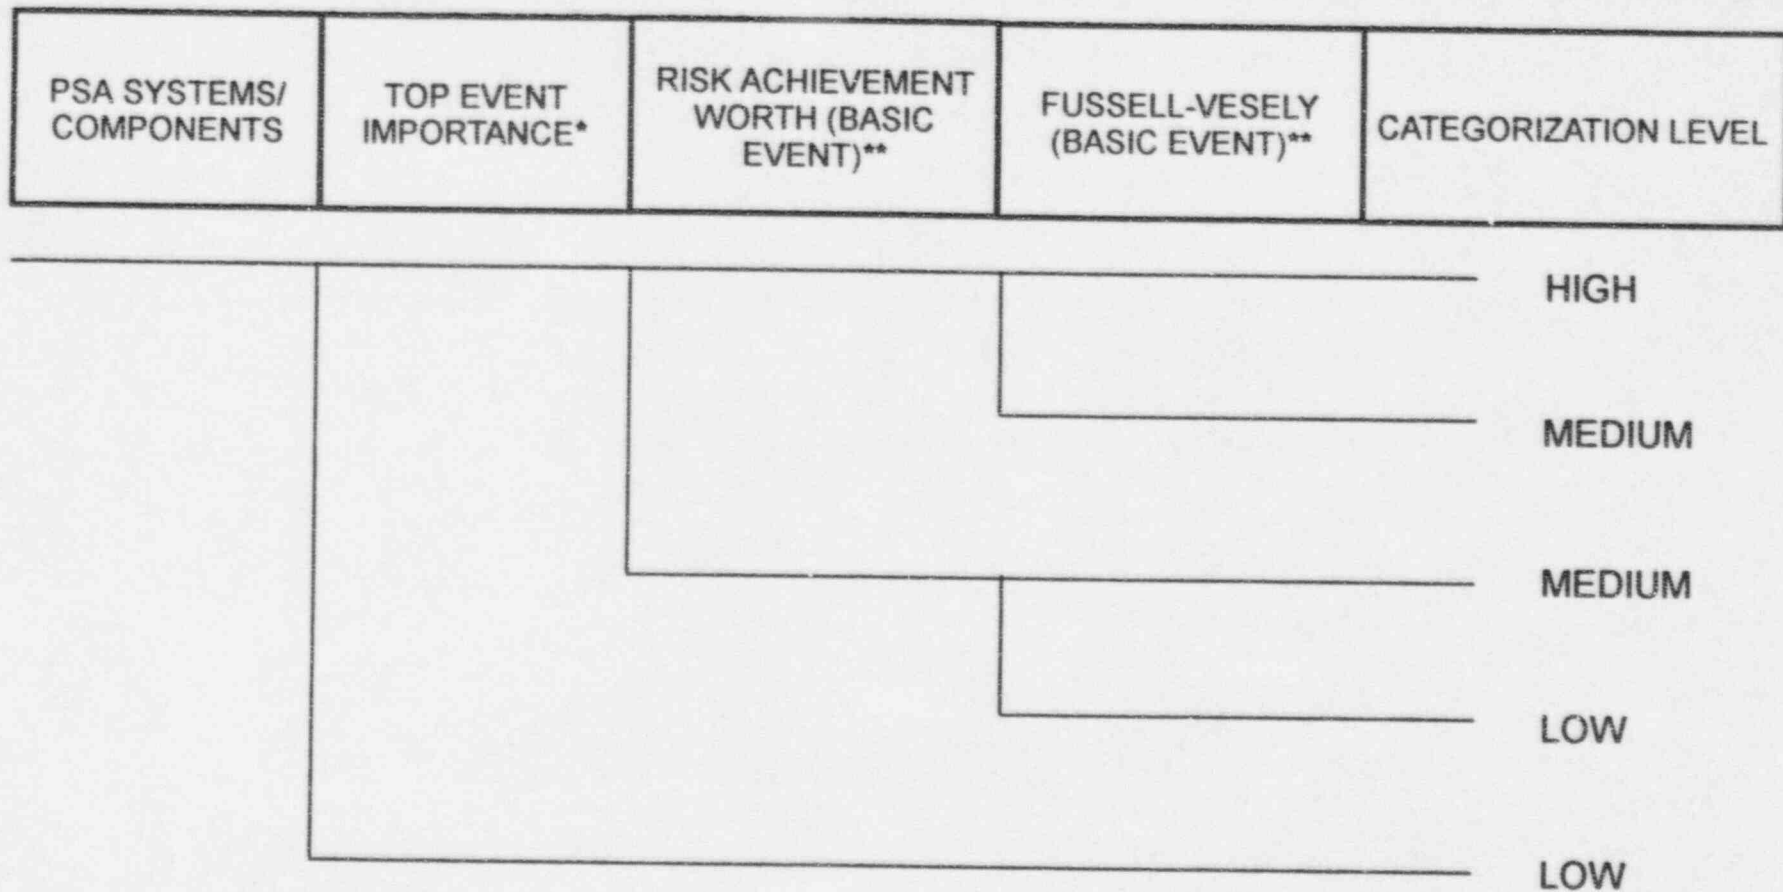 PSA SYSTEMS/
COMPONENTS
TOP EVENT
IMPORTANCE*
RISK ACHIEVEMENT
WORTH (BASIC
EVENT)**
FUSSELL-VESELY
(BASIC EVENT)**
CATEGORIZATION LEVEL
HIGH
MEDIUM
MEDIUM
LOW
LOW